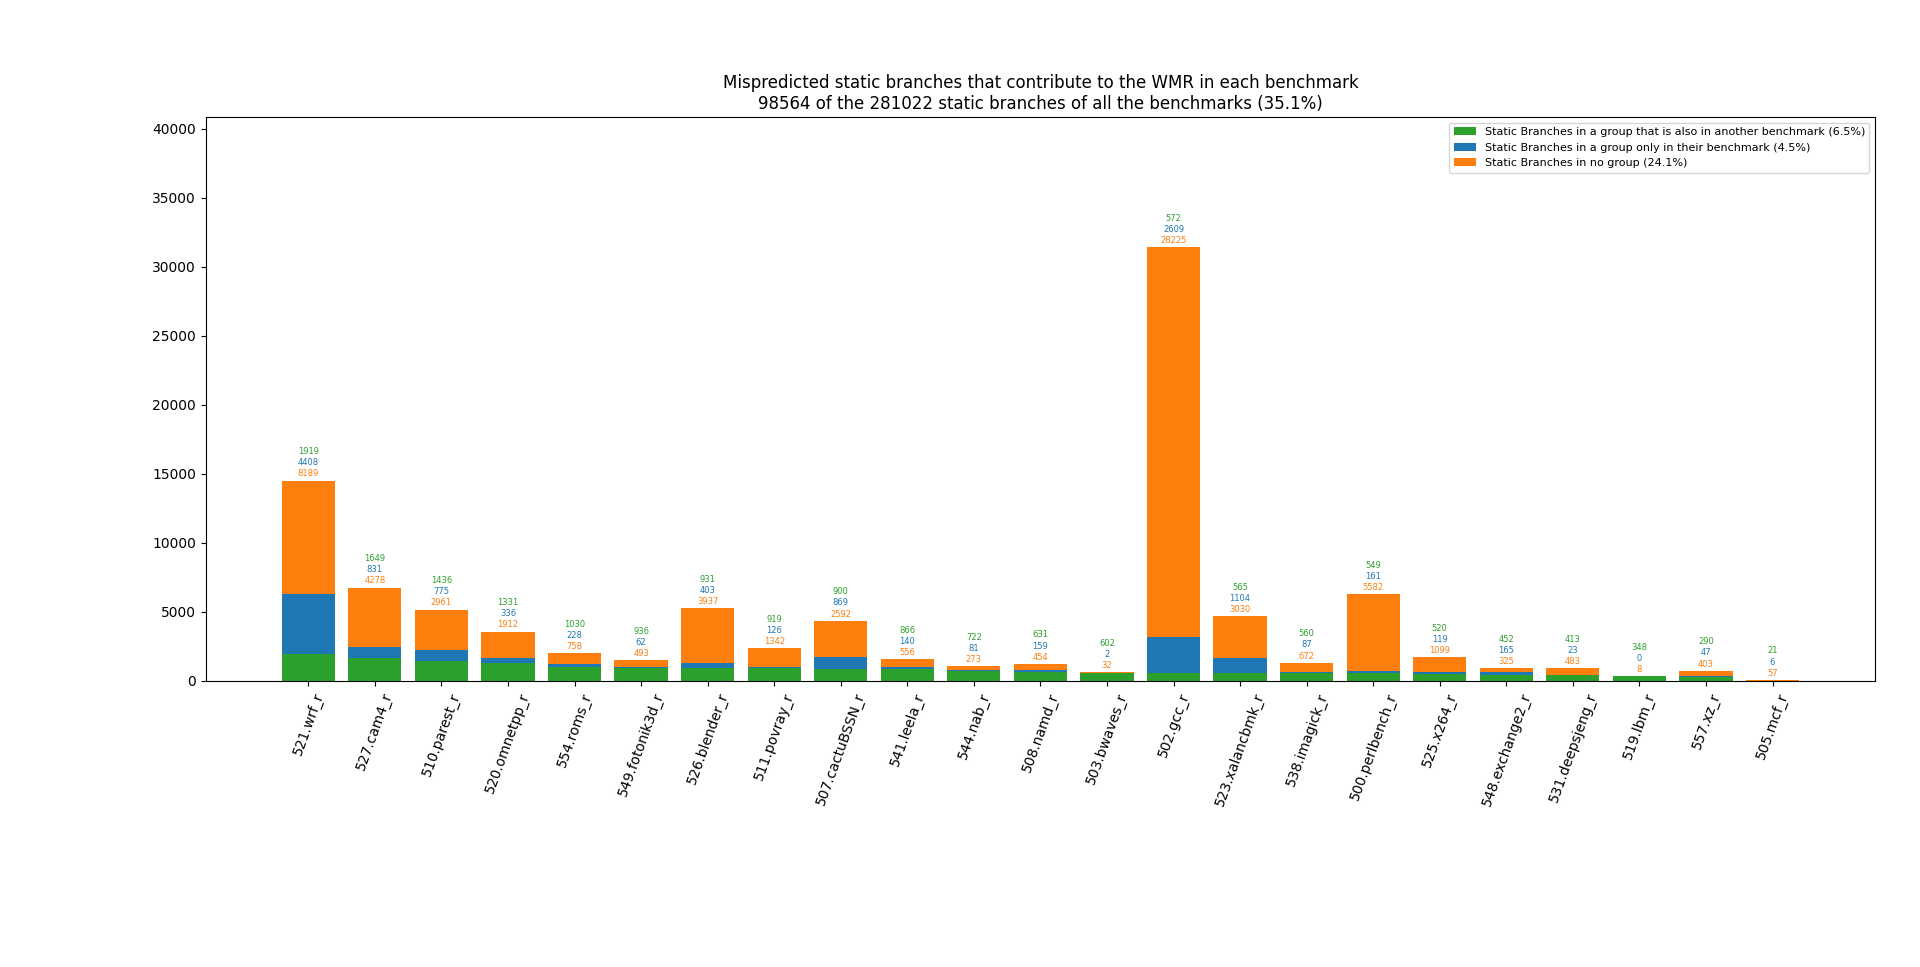 Mispredicted static branches that contribute to the WMR in each benchmark
98564 of the 281022 static branches of all the benchmarks (35.1%)
Static Branches in a group that is also in another benchmark (6.5%)
Static Branches in a group only in their benchmark (4.5%)
Static Branches in no group (24.1%)
40000
35000
30000
25000
20000
15000
10000
5000
0
1919
4408
8189
1649
831
4278
1436
775
2961
1331
336
1912
1030
228
758
936
62
493
931
403
3937
919
126
1342
900
869
2592
866
140
556
722
81
273
631
159
454
602
2
32
572
2609
28225
565
1104
3030
560
87
672
549
161
5582
520
119
1099
452
165
325
413
23
483
348
0
8
290
47
403
21
6
57
521.wrf_r
527.cam4_r
510.parest_r
520.omnetpp_r
554.roms_r
549.fotonik3d_r
526.blender_r
511.povray_r
507.cactuBSSN_r
541.leela_r
544.nab_r
508.namd_r
503.bwaves_r
502.gcc_r
523.xalancbmk_r
538.imagick_r
500.perlbench_r
525.x264_r
548.exchange2_r
531.deepsjeng_r
519.lbm_r
557.xz_r
505.mcf_r